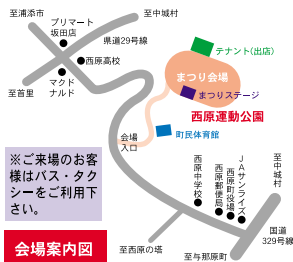 至浦添市
至中城村
プリマート
坂田店
県道29号線
西原高校
テナント(出店)
まつり会場
マクド
ナルド
至首里
まつりステージ
西原運動公園
町民体育館
会場
入口
※ご来場のお客
様はバス・タク
シーをご利用下
さい。
西原中学校
西原郵便局
西原町役場
JAサンライズ
至中城村
国道
329号線
会場案内図
至西原の塔
至与那原町